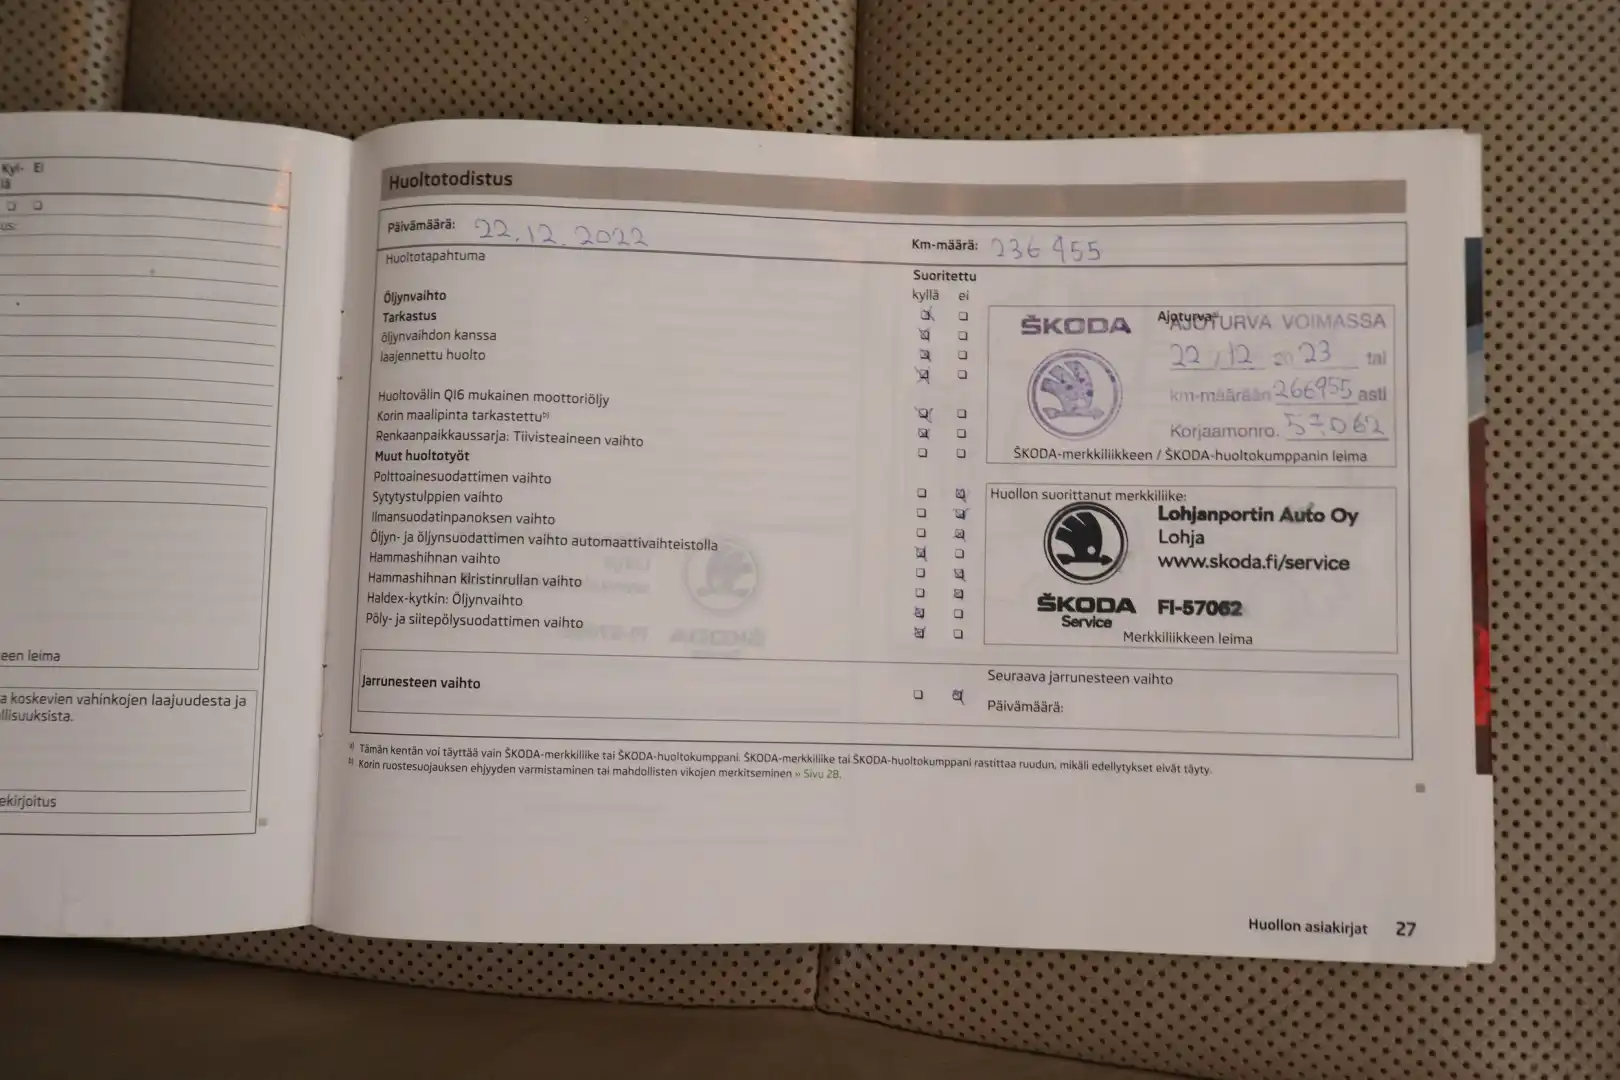 Kyl- Ei
lä
us:
een leima
a koskevien vahinkojen laajuudesta ja
llisuuksista.
ekirjoitus
Huoltotodistus
Päivämäärä: 22.12.2022
Km-määrä: 236 955
Huoltotapahtuma
Suoritettu
kyllä ei
Öljynvaihto
Tarkastus
öljynvaihdon kanssa
laajennettu huolto
Huoltovälin QI6 mukainen moottoriöljy
Korin maalipinta tarkastettu b)
Renkaanpaikkaussarja: Tiivisteaineen vaihto
Muut huoltotyöt
Polttoainesuodattimen vaihto
Sytytystulppien vaihto
Ilmansuodatinpanoksen vaihto
Öljyn- ja öljynsuodattimen vaihto automaattivaihteistolla
Hammashihnan vaihto
Hammashihnan kiristinrullan vaihto
Haldex-kytkin: Öljynvaihto
Pöly- ja siitepölysuodattimen vaihto
ŠKODA
Ajoturva a)
AJOTURVA VOIMASSA
22 / 12 20 23 tai
km-määrään 266955 asti
Korjaamonro. 57062
ŠKODA-merkkiliikkeen / ŠKODA-huoltokumppanin leima
Huollon suorittanut merkkiliike:
Lohjanportin Auto Oy
Lohja
www.skoda.fi/service
ŠKODA FI-57062
Service
Merkkiliikkeen leima
Jarrunesteen vaihto
Seuraava jarrunesteen vaihto
Päivämäärä:
a) Tämän kentän voi täyttää vain ŠKODA-merkkiliike tai ŠKODA-huoltokumppani. ŠKODA-merkkiliike tai ŠKODA-huoltokumppani rastittaa ruudun, mikäli edellytykset eivät täyty.
b) Korin ruostesuojauksen ehjyyden varmistaminen tai mahdollisten vikojen merkitseminen » Sivu 28.
Huollon asiakirjat 27